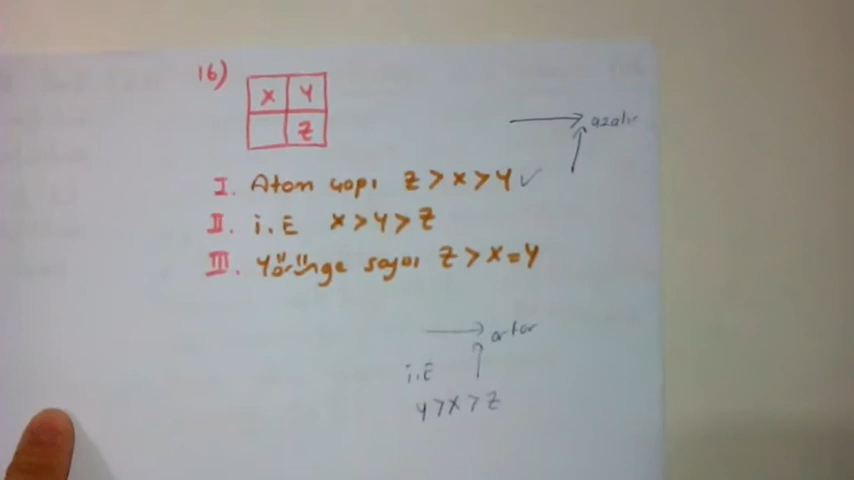 16)
X Y
Z
azalır
I. Atom çapı Z > X > Y ✓
II. i.E X > Y > Z
III. Yörünge sayısı Z > X = Y
artar
i.E
Y > X > Z